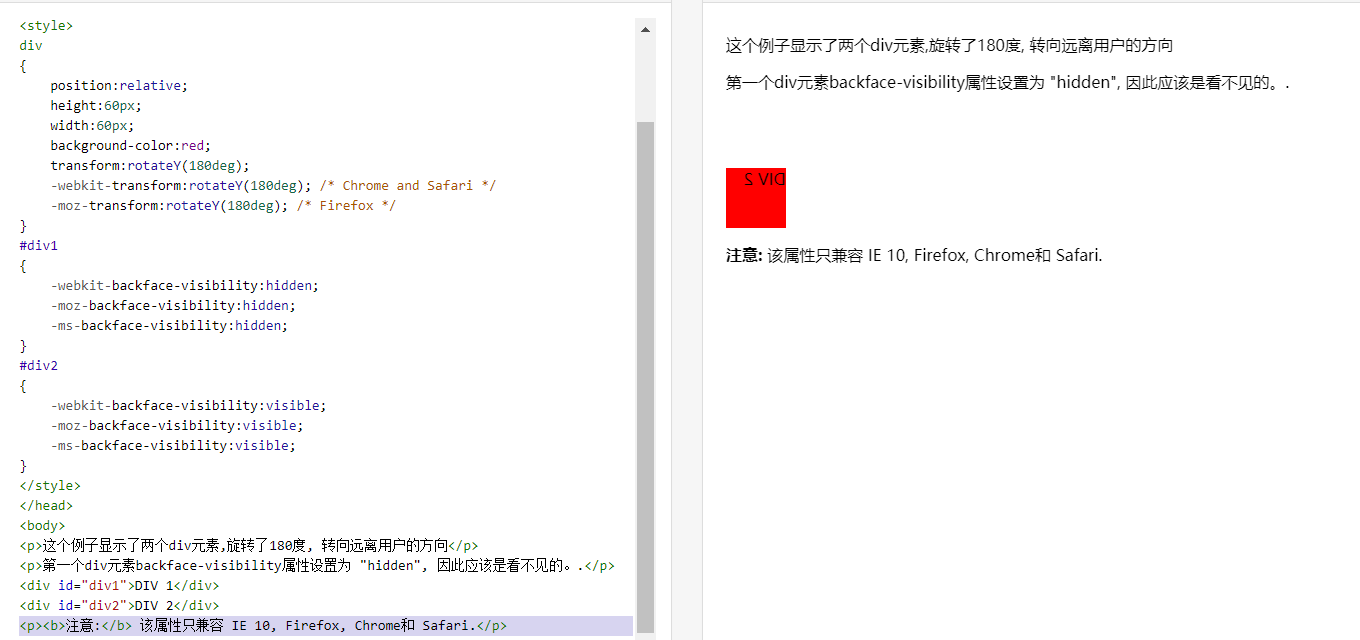 <style>
div
{
    position:relative;
    height:60px;
    width:60px;
    background-color:red;
    transform:rotateY(180deg);
    -webkit-transform:rotateY(180deg); /* Chrome and Safari */
    -moz-transform:rotateY(180deg); /* Firefox */
}
#div1
{
    -webkit-backface-visibility:hidden;
    -moz-backface-visibility:hidden;
    -ms-backface-visibility:hidden;
}
#div2
{
    -webkit-backface-visibility:visible;
    -moz-backface-visibility:visible;
    -ms-backface-visibility:visible;
}
</style>
</head>
<body>
<p>这个例子显示了两个div元素,旋转了180度, 转向远离用户的方向</p>
<p>第一个div元素backface-visibility属性设置为 "hidden", 因此应该是看不见的。.</p>
<div id="div1">DIV 1</div>
<div id="div2">DIV 2</div>
<p><b>注意:</b> 该属性只兼容 IE 10, Firefox, Chrome和 Safari.</p>
这个例子显示了两个div元素,旋转了180度, 转向远离用户的方向
第一个div元素backface-visibility属性设置为 "hidden", 因此应该是看不见的。.
DIV 2
注意: 该属性只兼容 IE 10, Firefox, Chrome和 Safari.